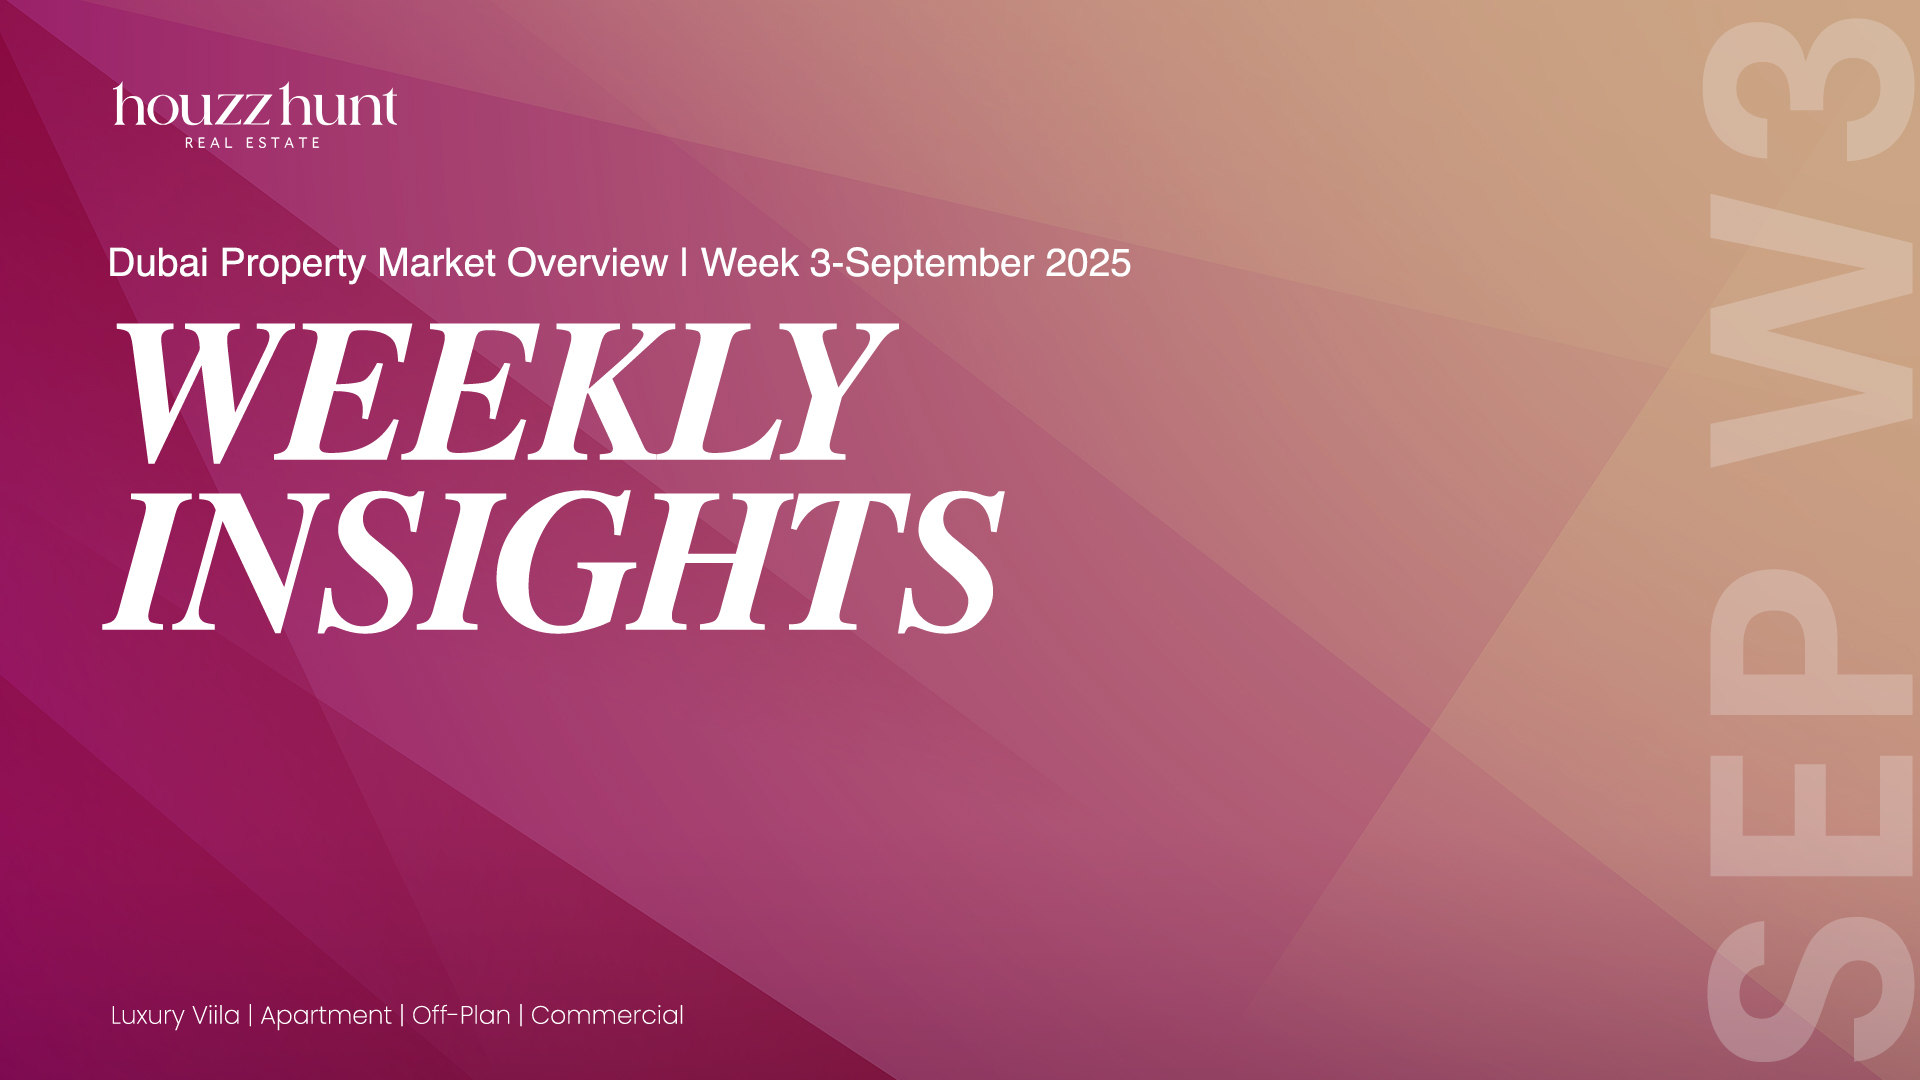 houzz hunt
REAL ESTATE
Dubai Property Market Overview | Week 3-September 2025
WEEKLY
INSIGHTS
Luxury Viila | Apartment | Off-Plan | Commercial
SEP W3